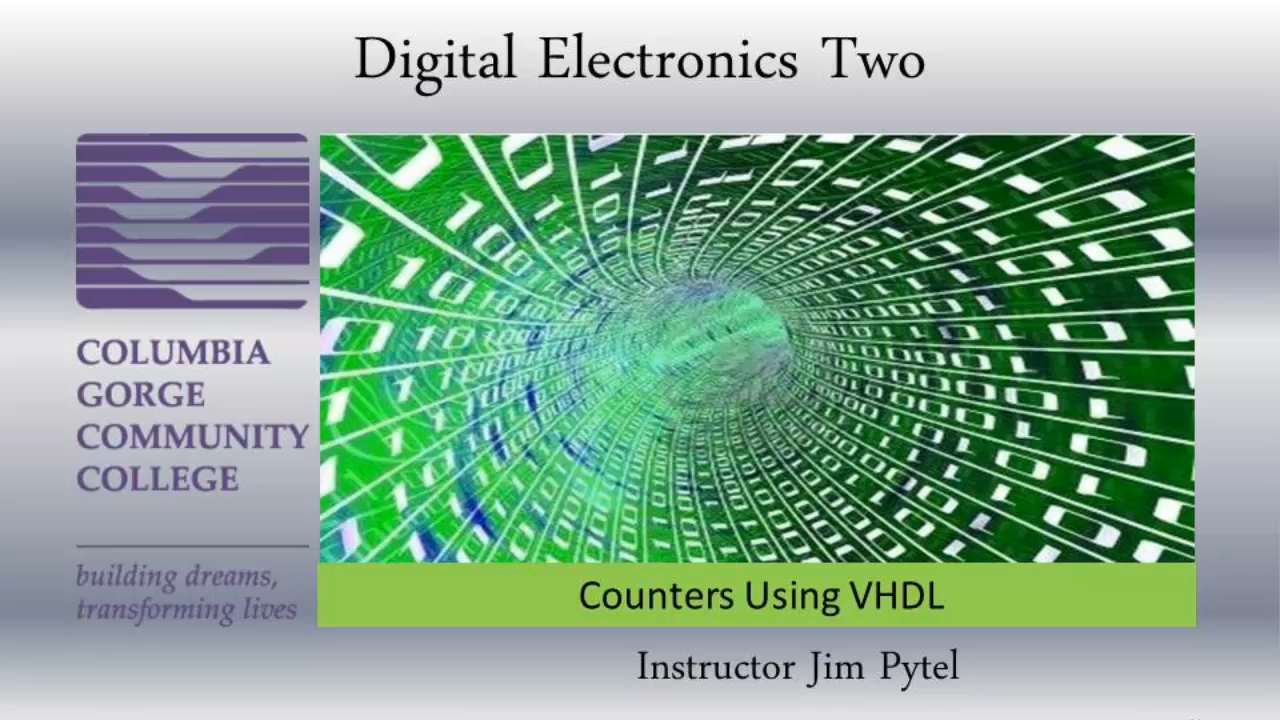 Digital Electronics Two
COLUMBIA
GORGE
COMMUNITY
COLLEGE
building dreams,
transforming lives
Counters Using VHDL
Instructor Jim Pytel